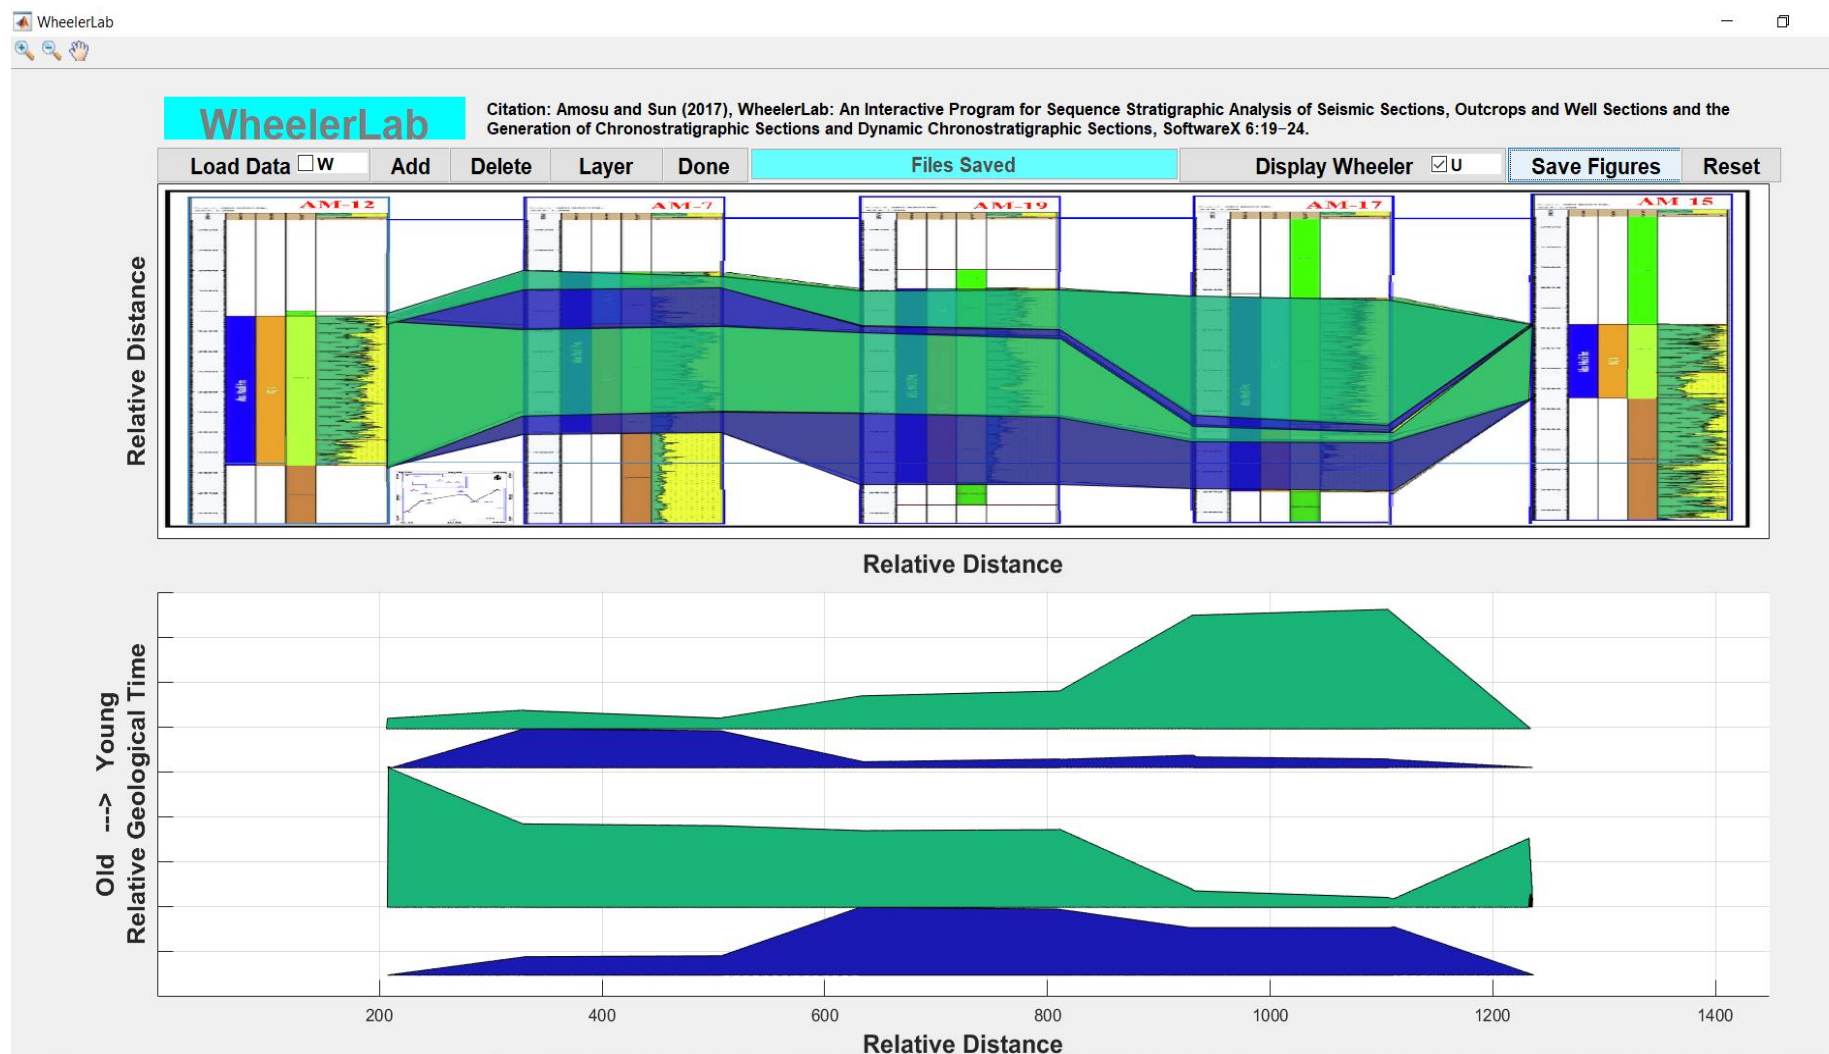 WheelerLab
WheelerLab
Citation: Amosu and Sun (2017), WheelerLab: An Interactive Program for Sequence Stratigraphic Analysis of Seismic Sections, Outcrops and Well Sections and the
Generation of Chronostratigraphic Sections and Dynamic Chronostratigraphic Sections, SoftwareX 6:19−24.
Load Data W Add Delete Layer Done Files Saved Display Wheeler U Save Figures Reset
AM-12 AM-7 AM-19 AM-17 AM 15
Relative Distance
Relative Distance
Old ---> Young
Relative Geological Time
200 400 600 800 1000 1200 1400
Relative Distance